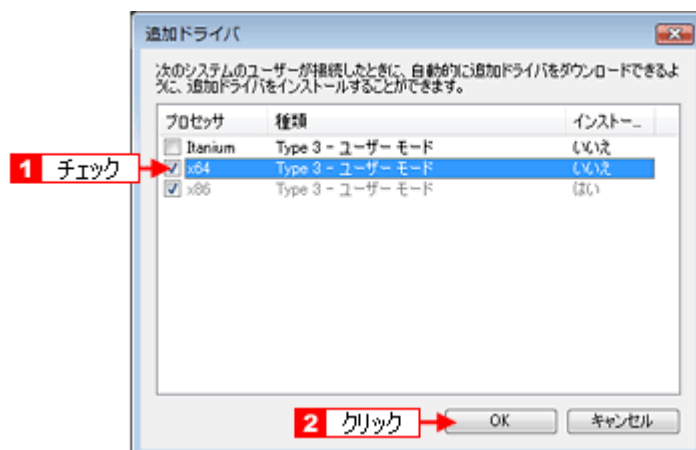 追加ドライバ
次のシステムのユーザーが接続したときに、自動的に追加ドライバをダウンロードできるよ
うに、追加ドライバをインストールすることができます。
プロセッサ 種類 インストー...
Itanium Type 3 - ユーザー モード いいえ
1 チェック x64 Type 3 - ユーザー モード いいえ
x86 Type 3 - ユーザー モード はい
2 クリック OK キャンセル